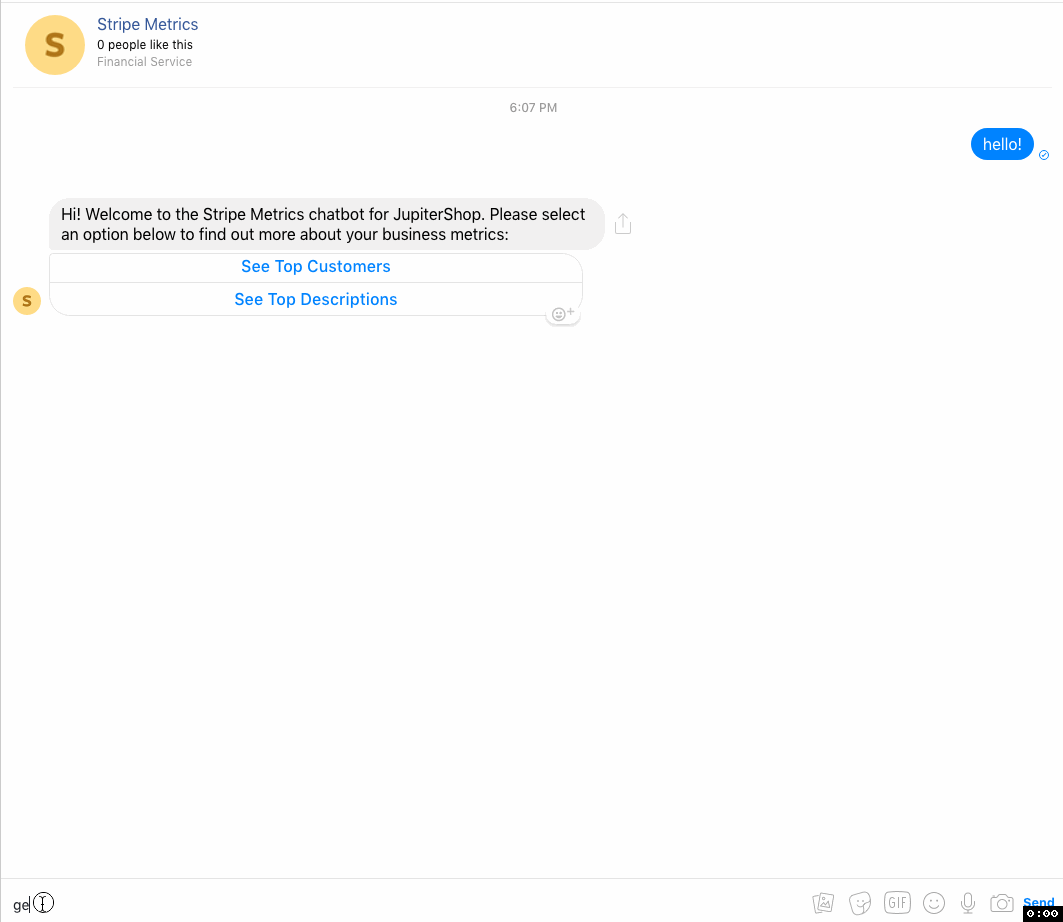 S
Stripe Metrics
0 people like this
Financial Service
6:07 PM
hello!
Hi! Welcome to the Stripe Metrics chatbot for JupiterShop. Please select
an option below to find out more about your business metrics:
See Top Customers
S
See Top Descriptions
ge
GIF
Send
0:00